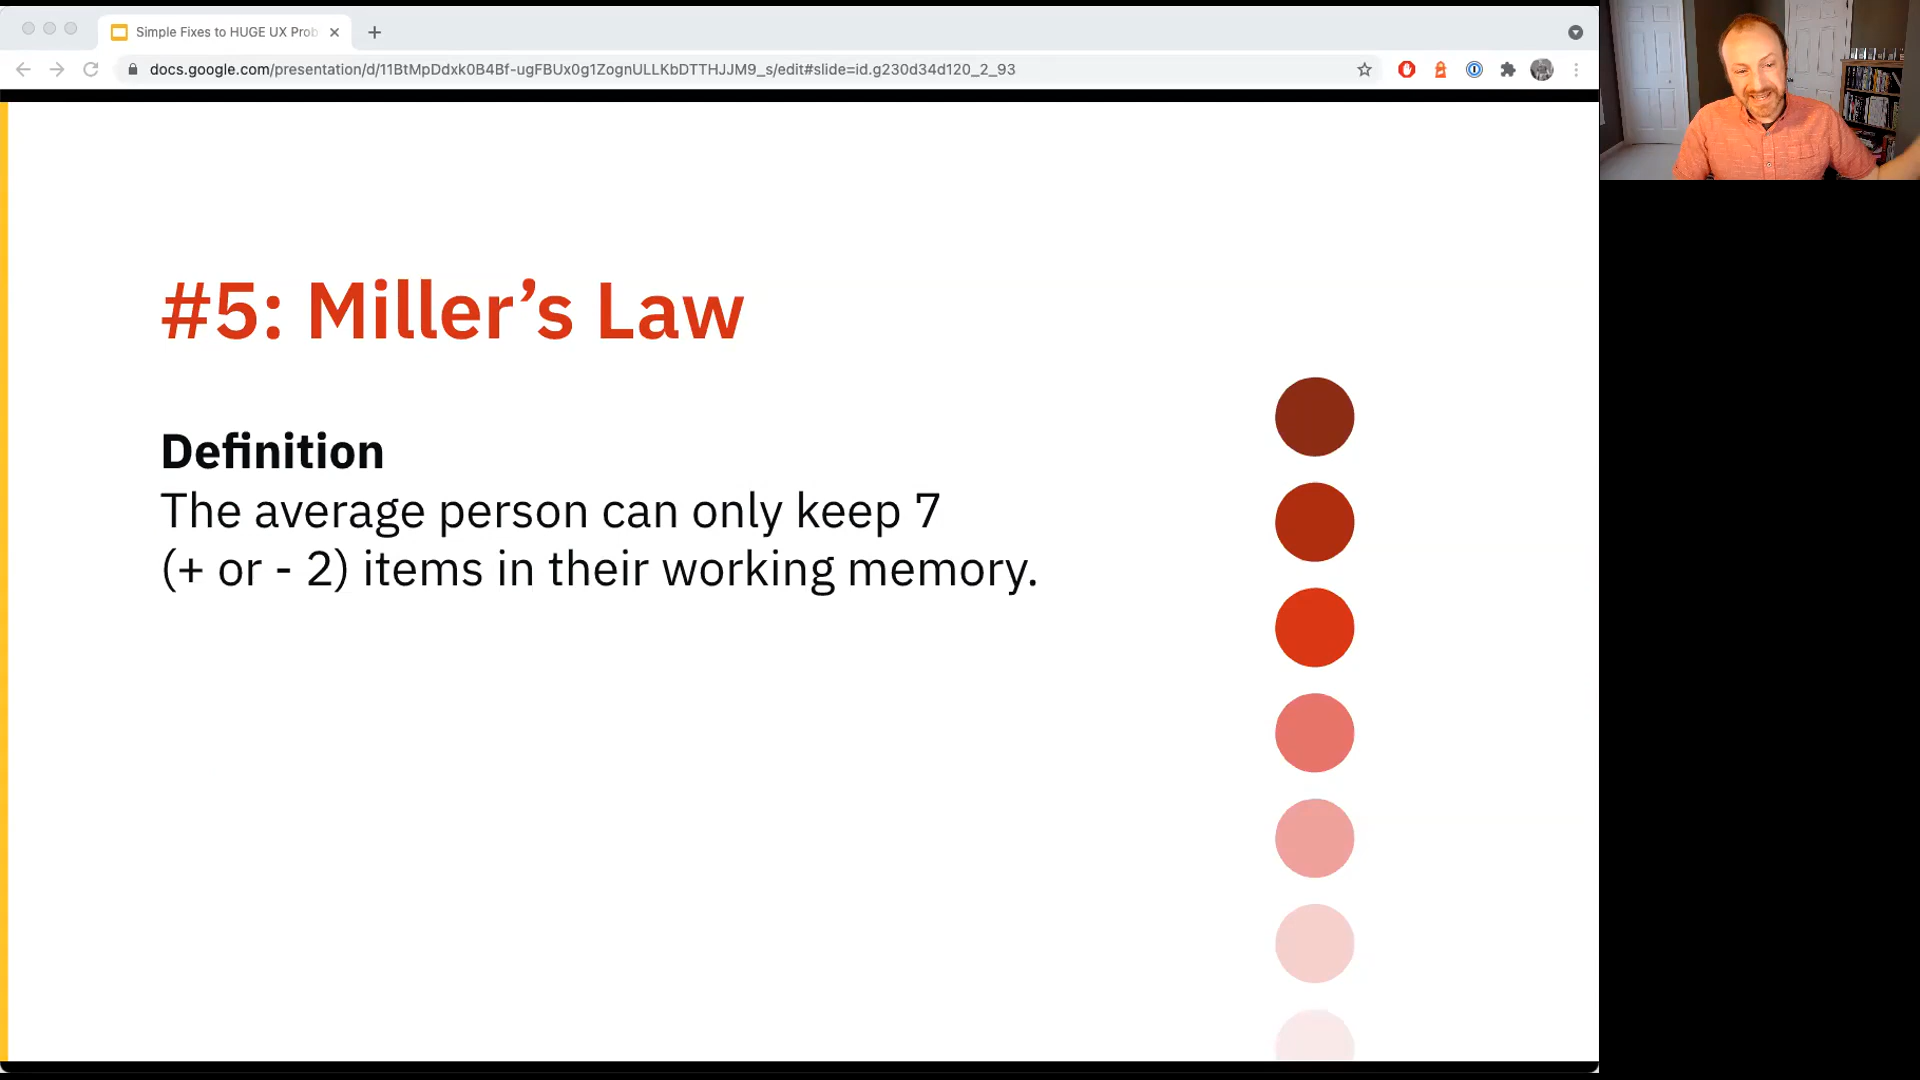 Simple Fixes to HUGE UX Prob
docs.google.com/presentation/d/11BtMpDdxk0B4Bf-ugFBUx0g1ZognULLKbDTTHJJM9_s/edit#slide=id.g230d34d120_2_93
#5: Miller’s Law
Definition
The average person can only keep 7
(+ or - 2) items in their working memory.